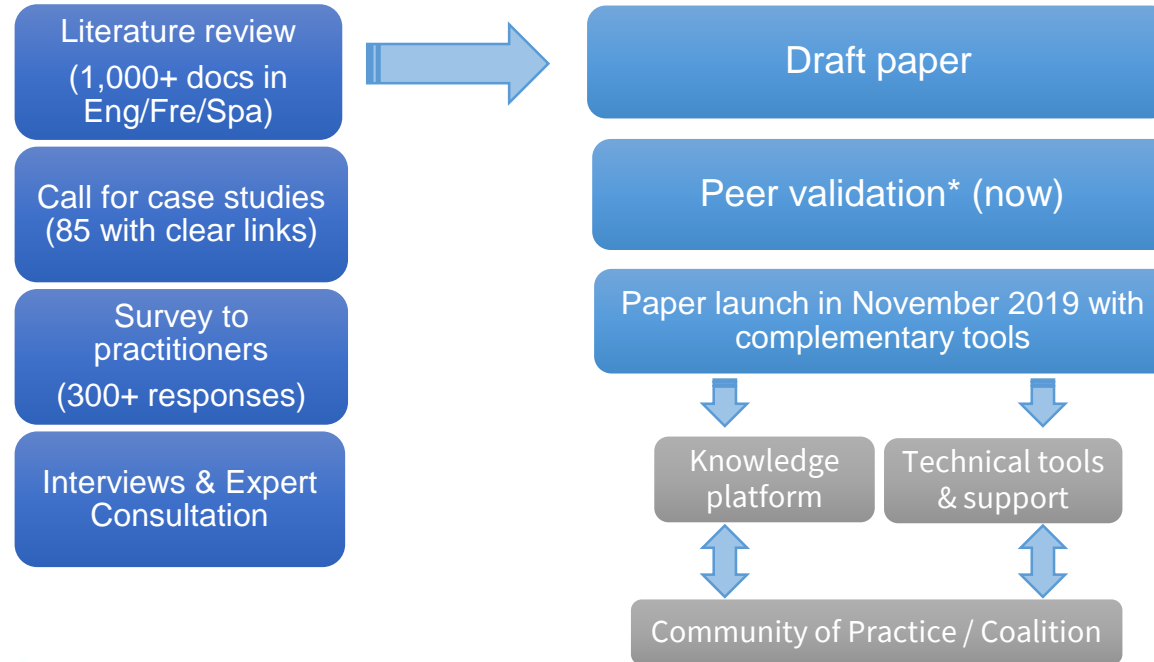 Literature review
(1,000+ docs in
Eng/Fre/Spa)
Call for case studies
(85 with clear links)
Survey to
practitioners
(300+ responses)
Interviews & Expert
Consultation
Draft paper
Peer validation* (now)
Paper launch in November 2019 with
complementary tools
Knowledge
platform
Technical tools
& support
Community of Practice / Coalition